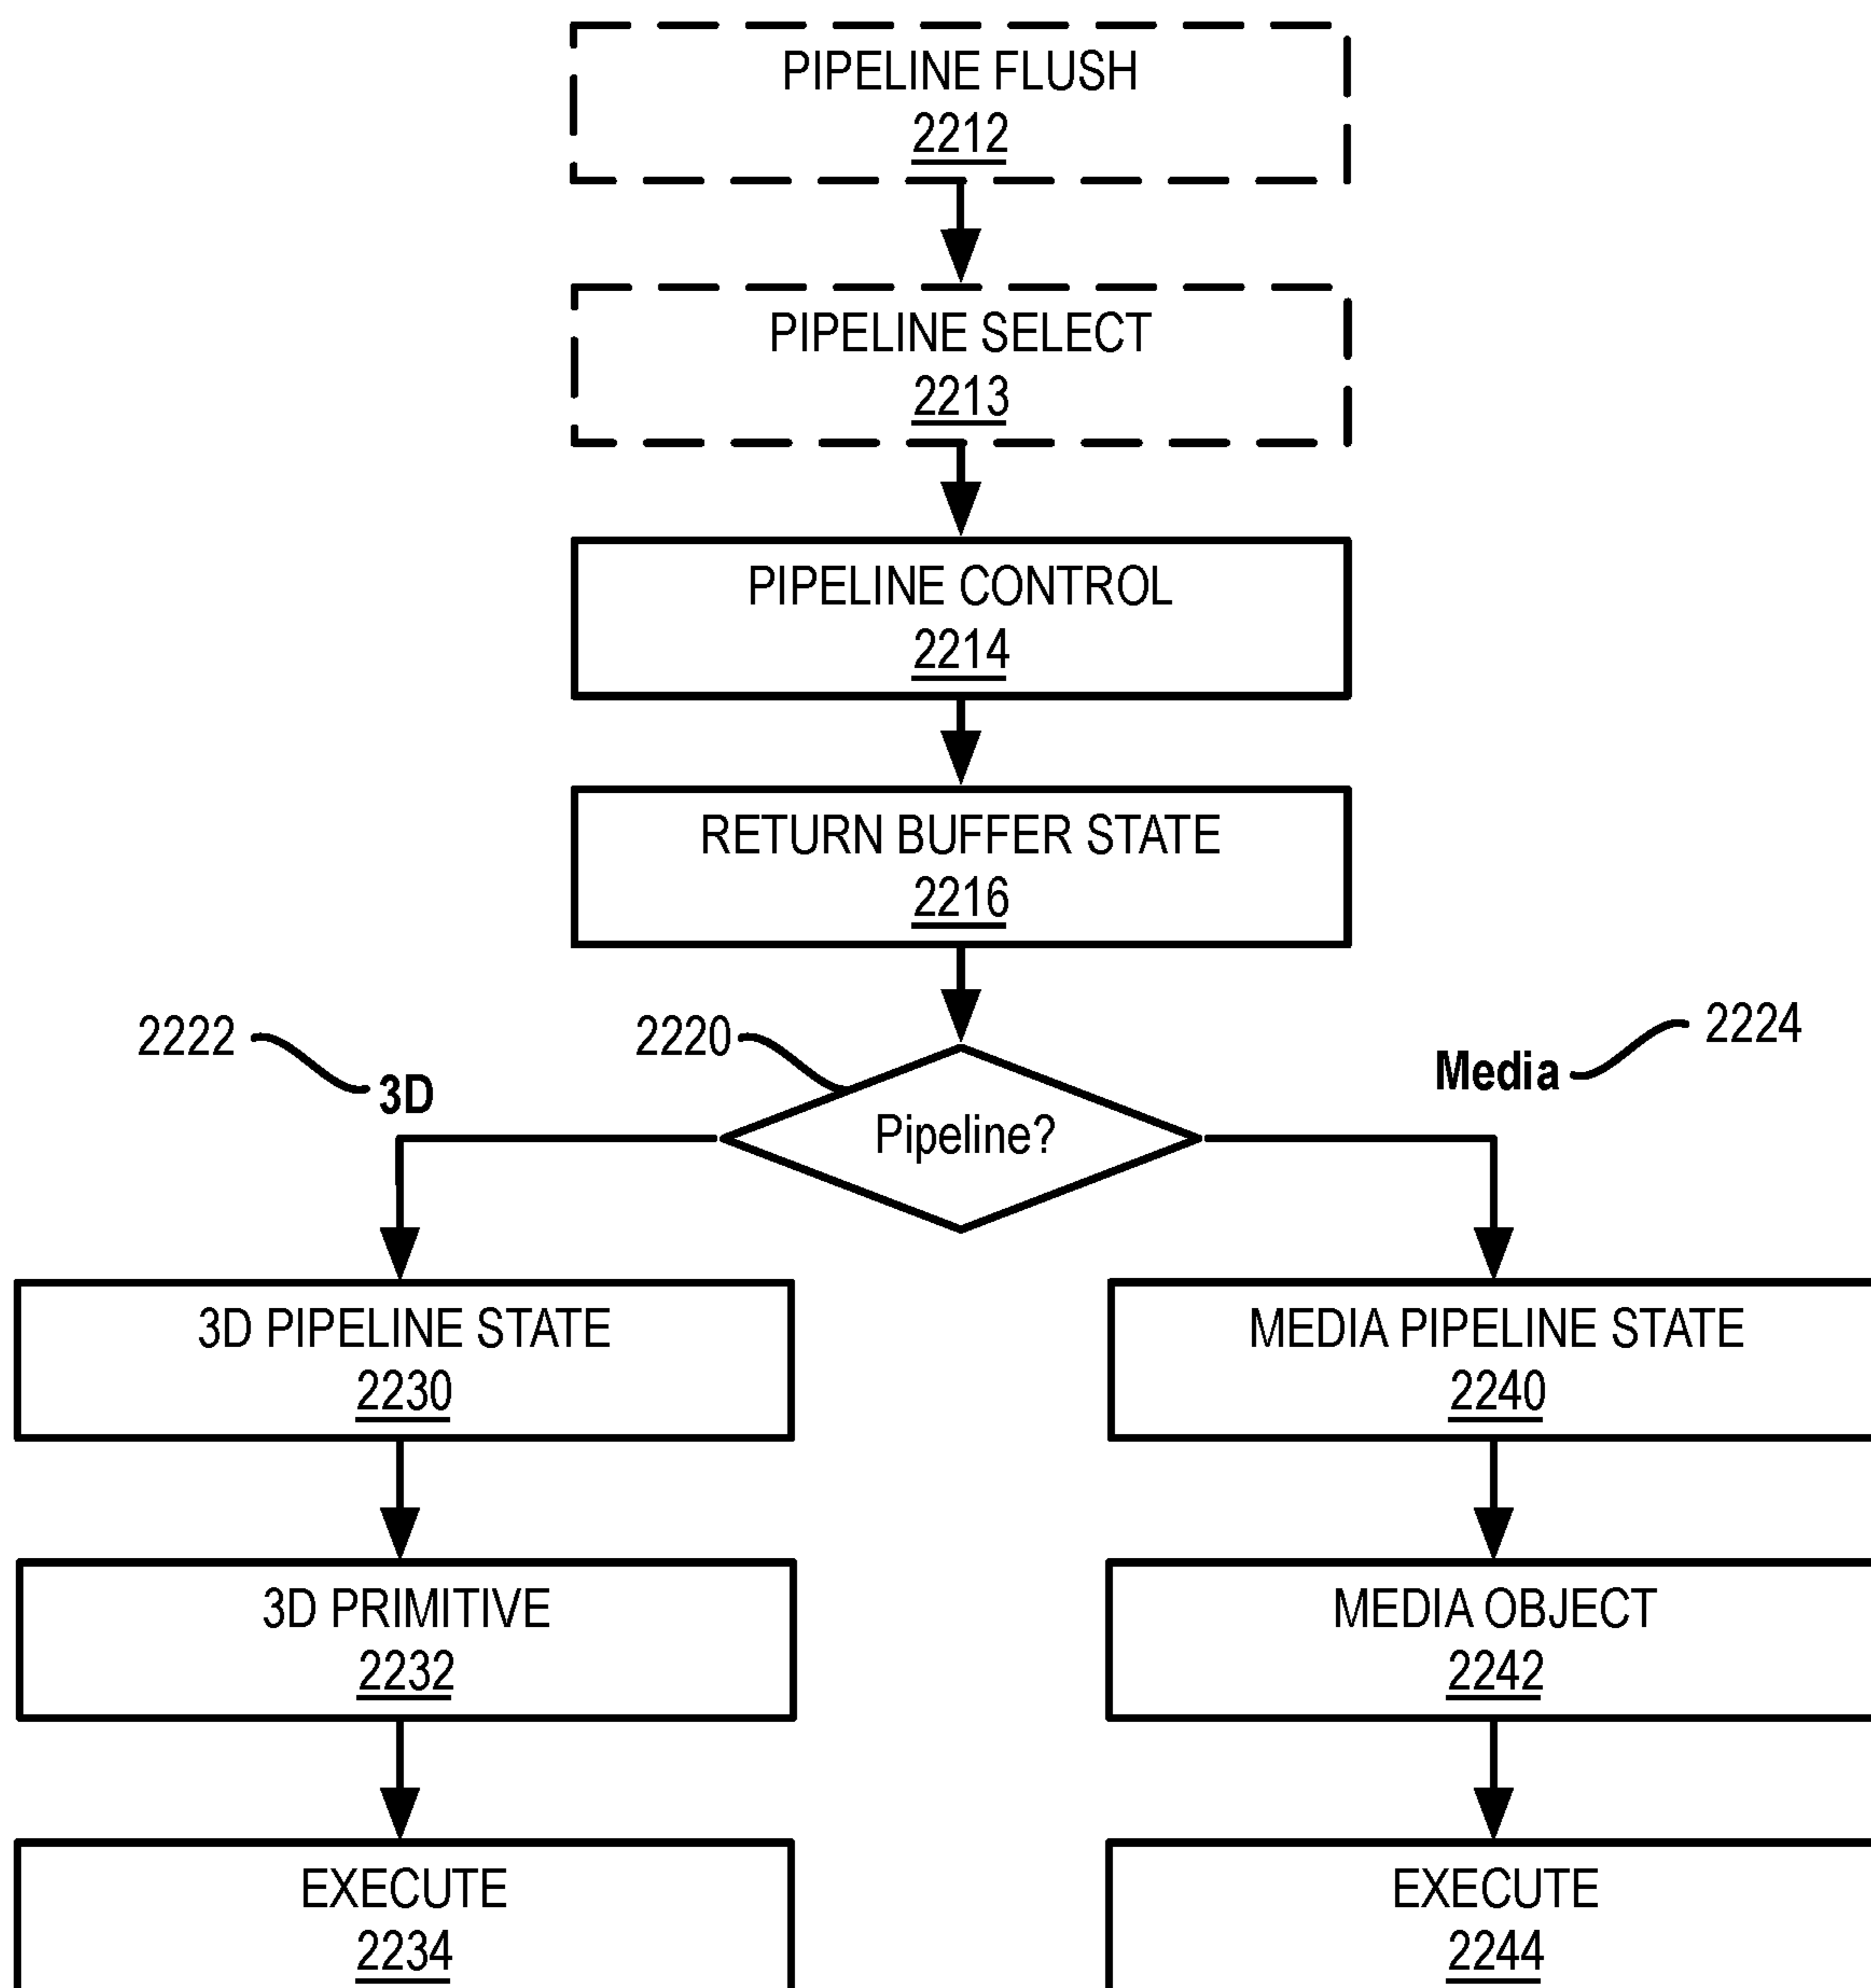 PIPELINE FLUSH
2212
PIPELINE SELECT
2213
PIPELINE CONTROL
2214
RETURN BUFFER STATE
2216
2222
2220
2224
3D
Media
Pipeline?
3D PIPELINE STATE
2230
MEDIA PIPELINE STATE
2240
3D PRIMITIVE
2232
MEDIA OBJECT
2242
EXECUTE
2234
EXECUTE
2244